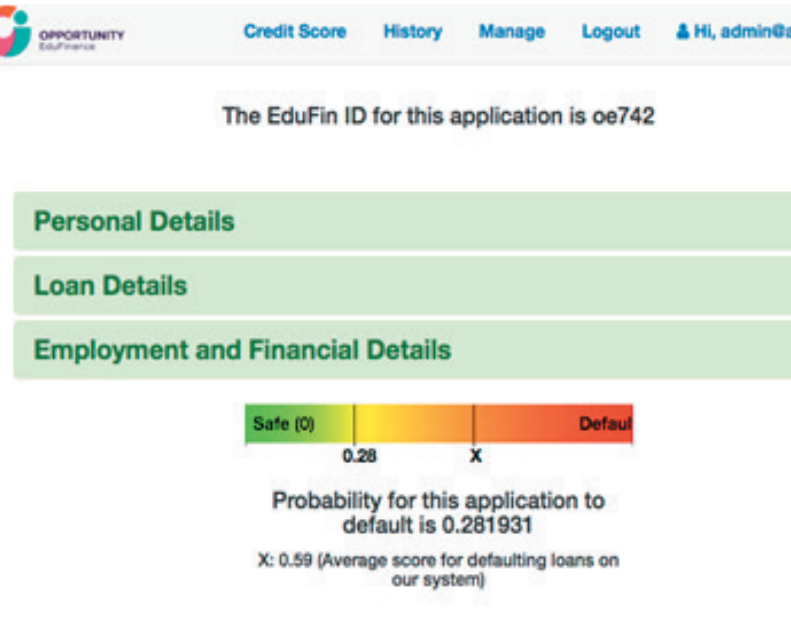 OPPORTUNITY
EduFinance
Credit Score History Manage Logout Hi, admin@a
The EduFin ID for this application is oe742
Personal Details
Loan Details
Employment and Financial Details
Safe (0) Defaul
0.28 X
Probability for this application to
default is 0.281931
X: 0.59 (Average score for defaulting loans on
our system)